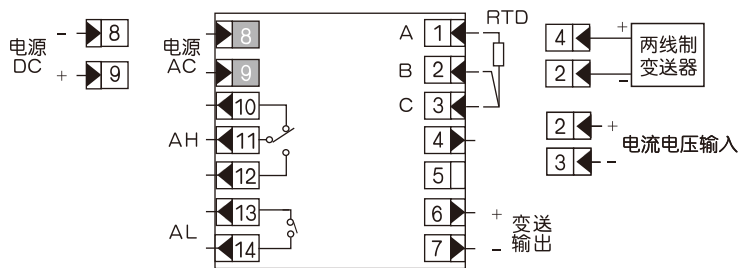 电源
DC
- 8
+ 9
电源
AC
8
9
AH
10
11
12
AL
13
14
RTD
A 1
B 2
C 3
4
5
6 +
7 -
变送
输出
4 +
2 -
两线制
变送器
2 +
3 -
电流电压输入